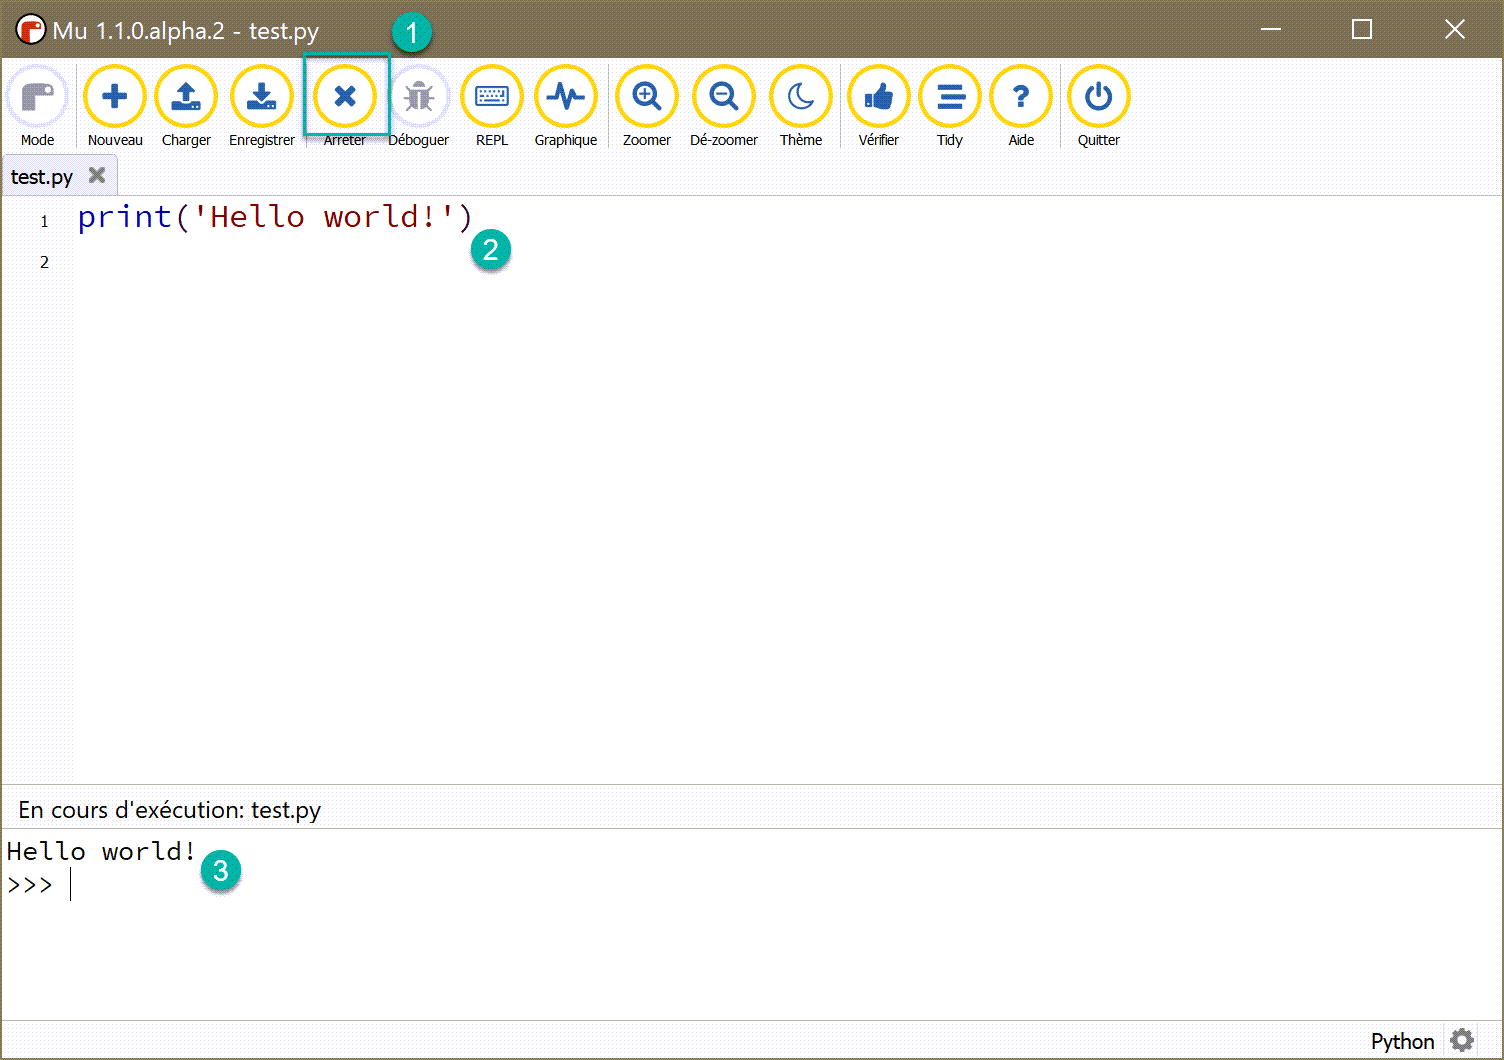 Mu 1.1.0.alpha.2 - test.py
1
Mode Nouveau Charger Enregistrer Arrêter Déboguer REPL Graphique Zoomer Dé-zoomer Thème Vérifier Tidy Aide Quitter
test.py
1 print('Hello world!')
2
2
En cours d'exécution: test.py
Hello world!
3
>>>
Python